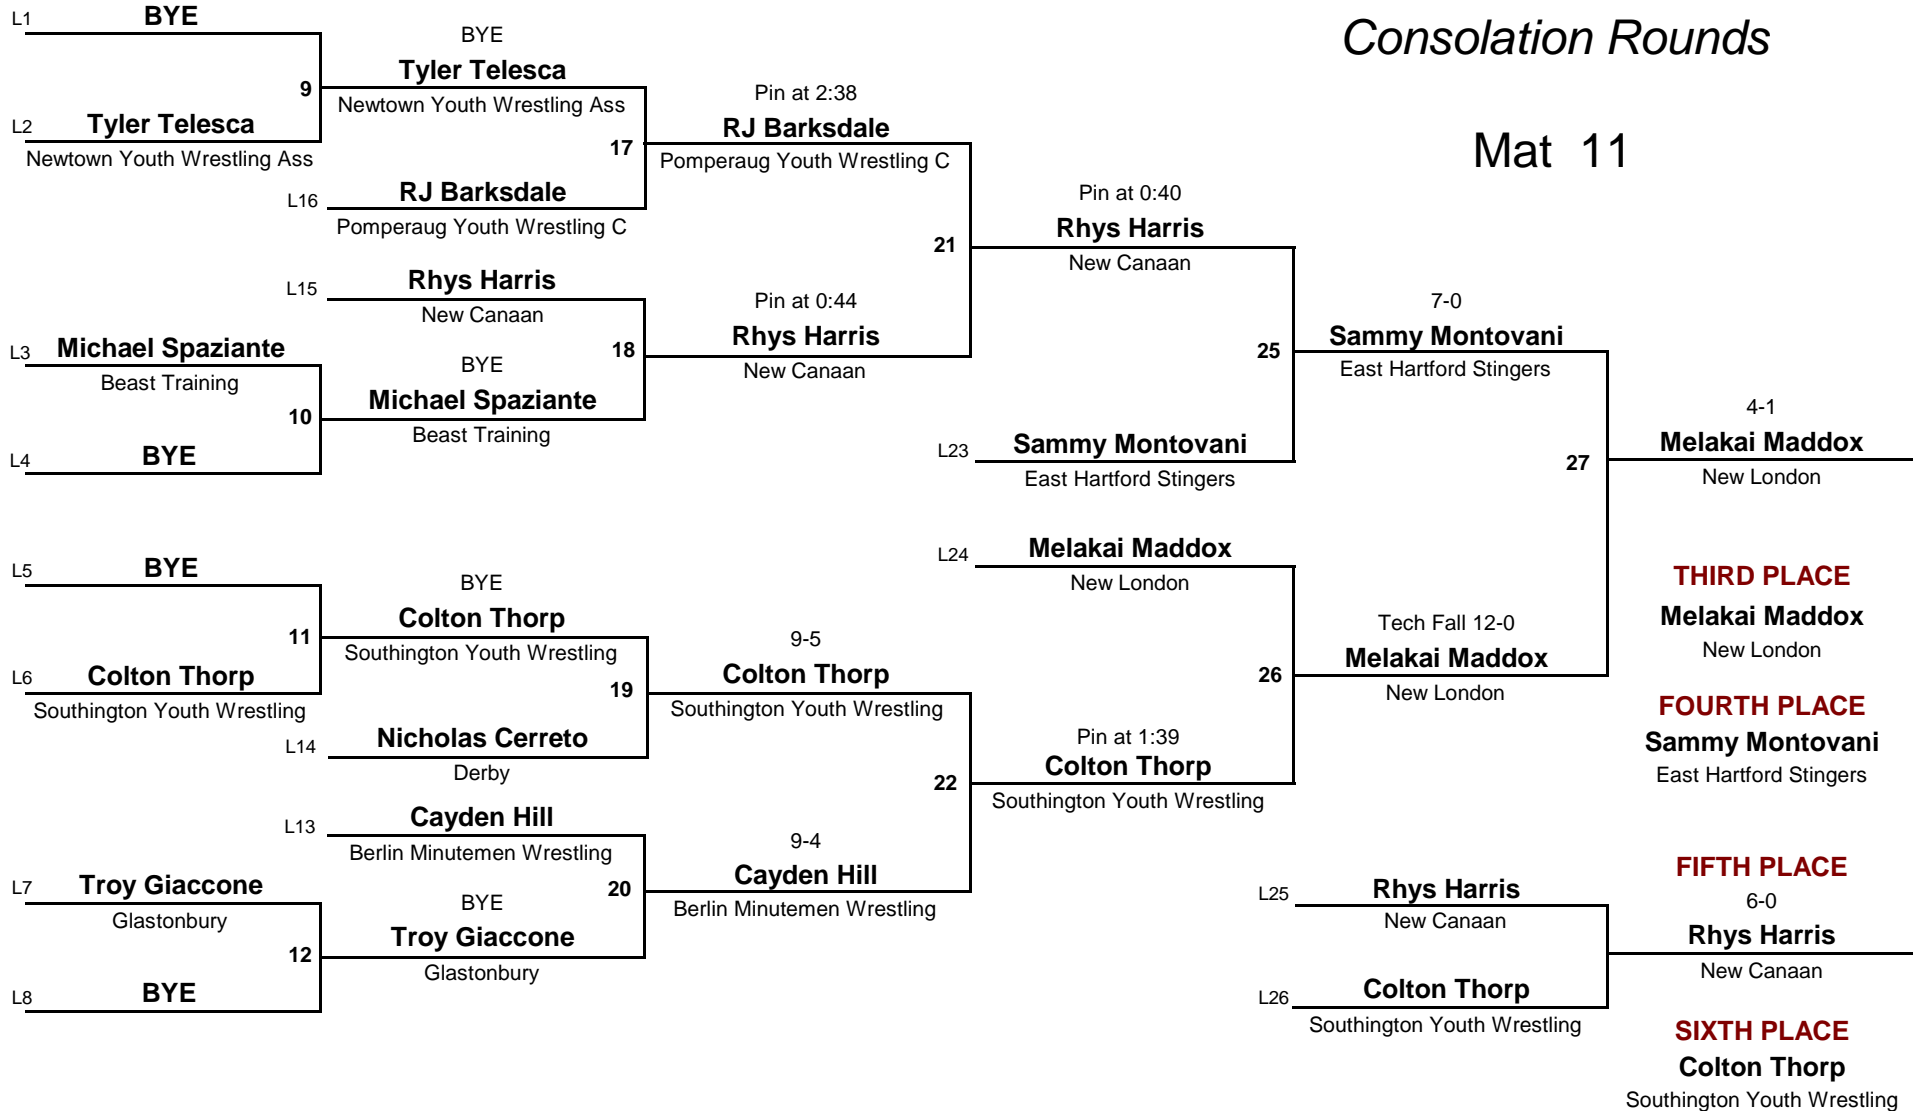 Consolation Rounds
Mat 11
L1 BYE
9
L2 Tyler Telesca
Newtown Youth Wrestling Ass
L3 Michael Spaziante
Beast Training
10
L4 BYE
L5 BYE
11
L6 Colton Thorp
Southington Youth Wrestling
L7 Troy Giaccone
Glastonbury
12
L8 BYE
BYE
Tyler Telesca
Newtown Youth Wrestling Ass
17
L16 RJ Barksdale
Pomperaug Youth Wrestling C
L15 Rhys Harris
New Canaan
18
BYE
Michael Spaziante
Beast Training
BYE
Colton Thorp
Southington Youth Wrestling
19
L14 Nicholas Cerreto
Derby
L13 Cayden Hill
Berlin Minutemen Wrestling
20
BYE
Troy Giaccone
Glastonbury
Pin at 2:38
RJ Barksdale
Pomperaug Youth Wrestling C
21
Pin at 0:44
Rhys Harris
New Canaan
9-5
Colton Thorp
Southington Youth Wrestling
22
9-4
Cayden Hill
Berlin Minutemen Wrestling
Pin at 0:40
Rhys Harris
New Canaan
25
L23 Sammy Montovani
East Hartford Stingers
L24 Melakai Maddox
New London
26
Pin at 1:39
Colton Thorp
Southington Youth Wrestling
7-0
Sammy Montovani
East Hartford Stingers
27
Tech Fall 12-0
Melakai Maddox
New London
4-1
Melakai Maddox
New London
THIRD PLACE
Melakai Maddox
New London
FOURTH PLACE
Sammy Montovani
East Hartford Stingers
L25 Rhys Harris
New Canaan
L26 Colton Thorp
Southington Youth Wrestling
FIFTH PLACE
6-0
Rhys Harris
New Canaan
SIXTH PLACE
Colton Thorp
Southington Youth Wrestling